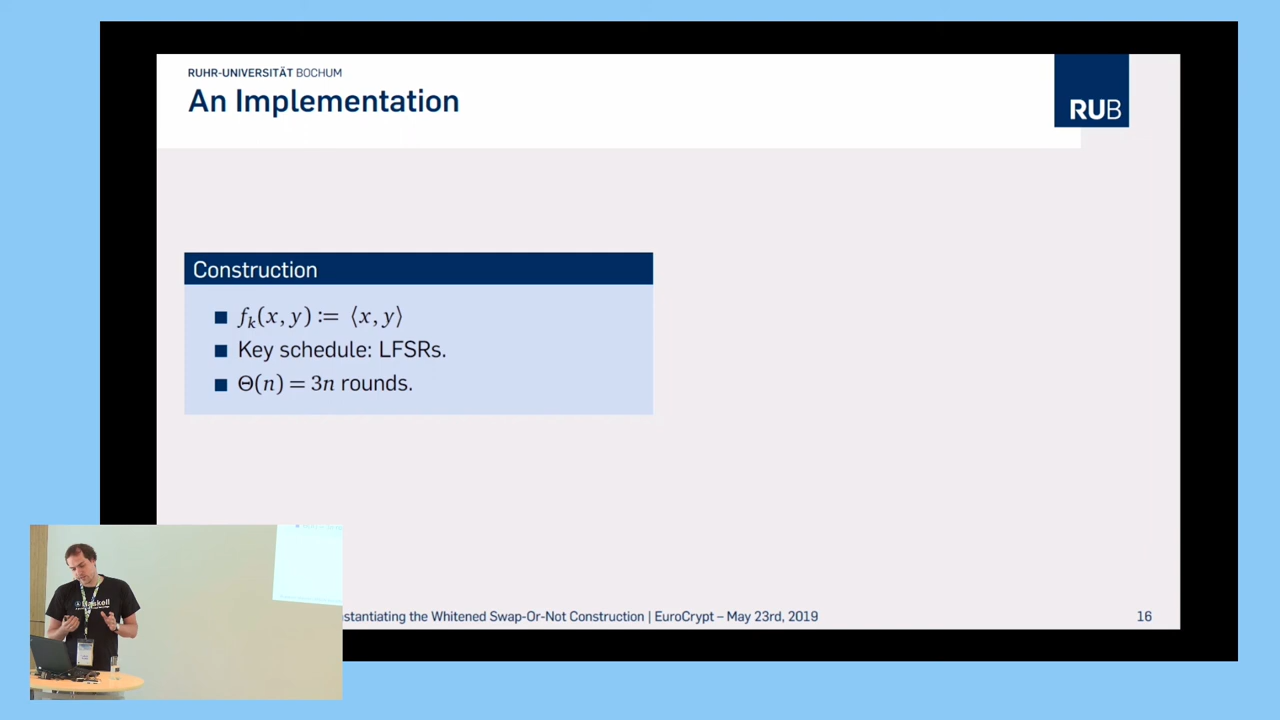 RUHR-UNIVERSITÄT BOCHUM
An Implementation
RUB
Construction
■ fₖ(x, y) := ⟨x, y⟩
■ Key schedule: LFSRs.
■ Θ(n) = 3n rounds.
stantiating the Whitened Swap-Or-Not Construction | EuroCrypt – May 23rd, 2019
16